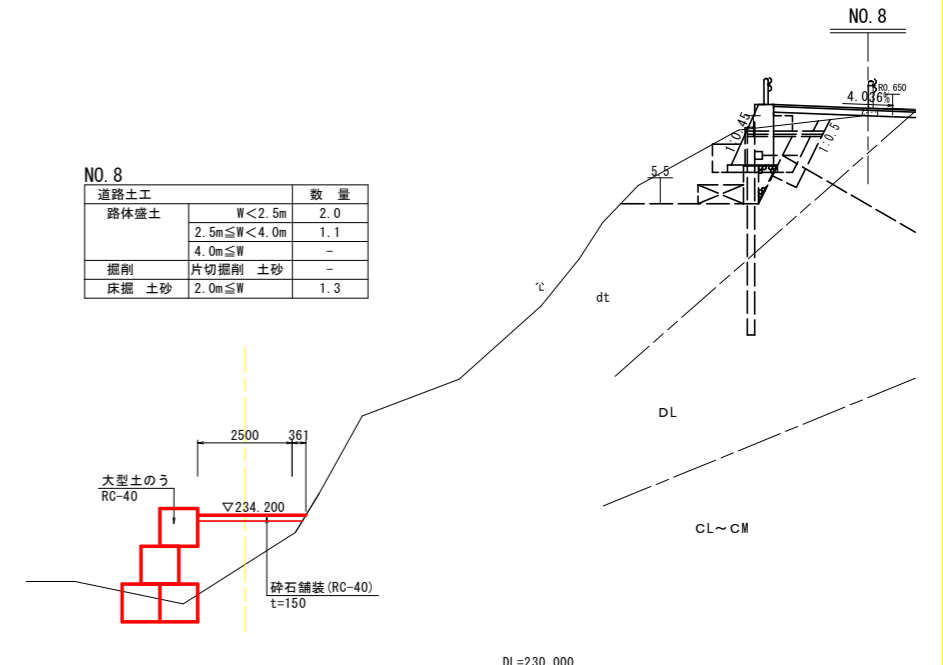 NO. 8
R0. 650
4.036%
1:0.45
1:0.5
5.5
NO. 8
道路土工 数 量
路体盛土 W<2.5m 2.0
2.5m≦W<4.0m 1.1
4.0m≦W -
掘削 片切掘削 土砂 -
床掘 土砂 2.0m≦W 1.3
dt
DL
CL~CM
2500 361
大型土のう
RC-40
▽234.200
砕石舗装(RC-40)
t=150
DL=230.000